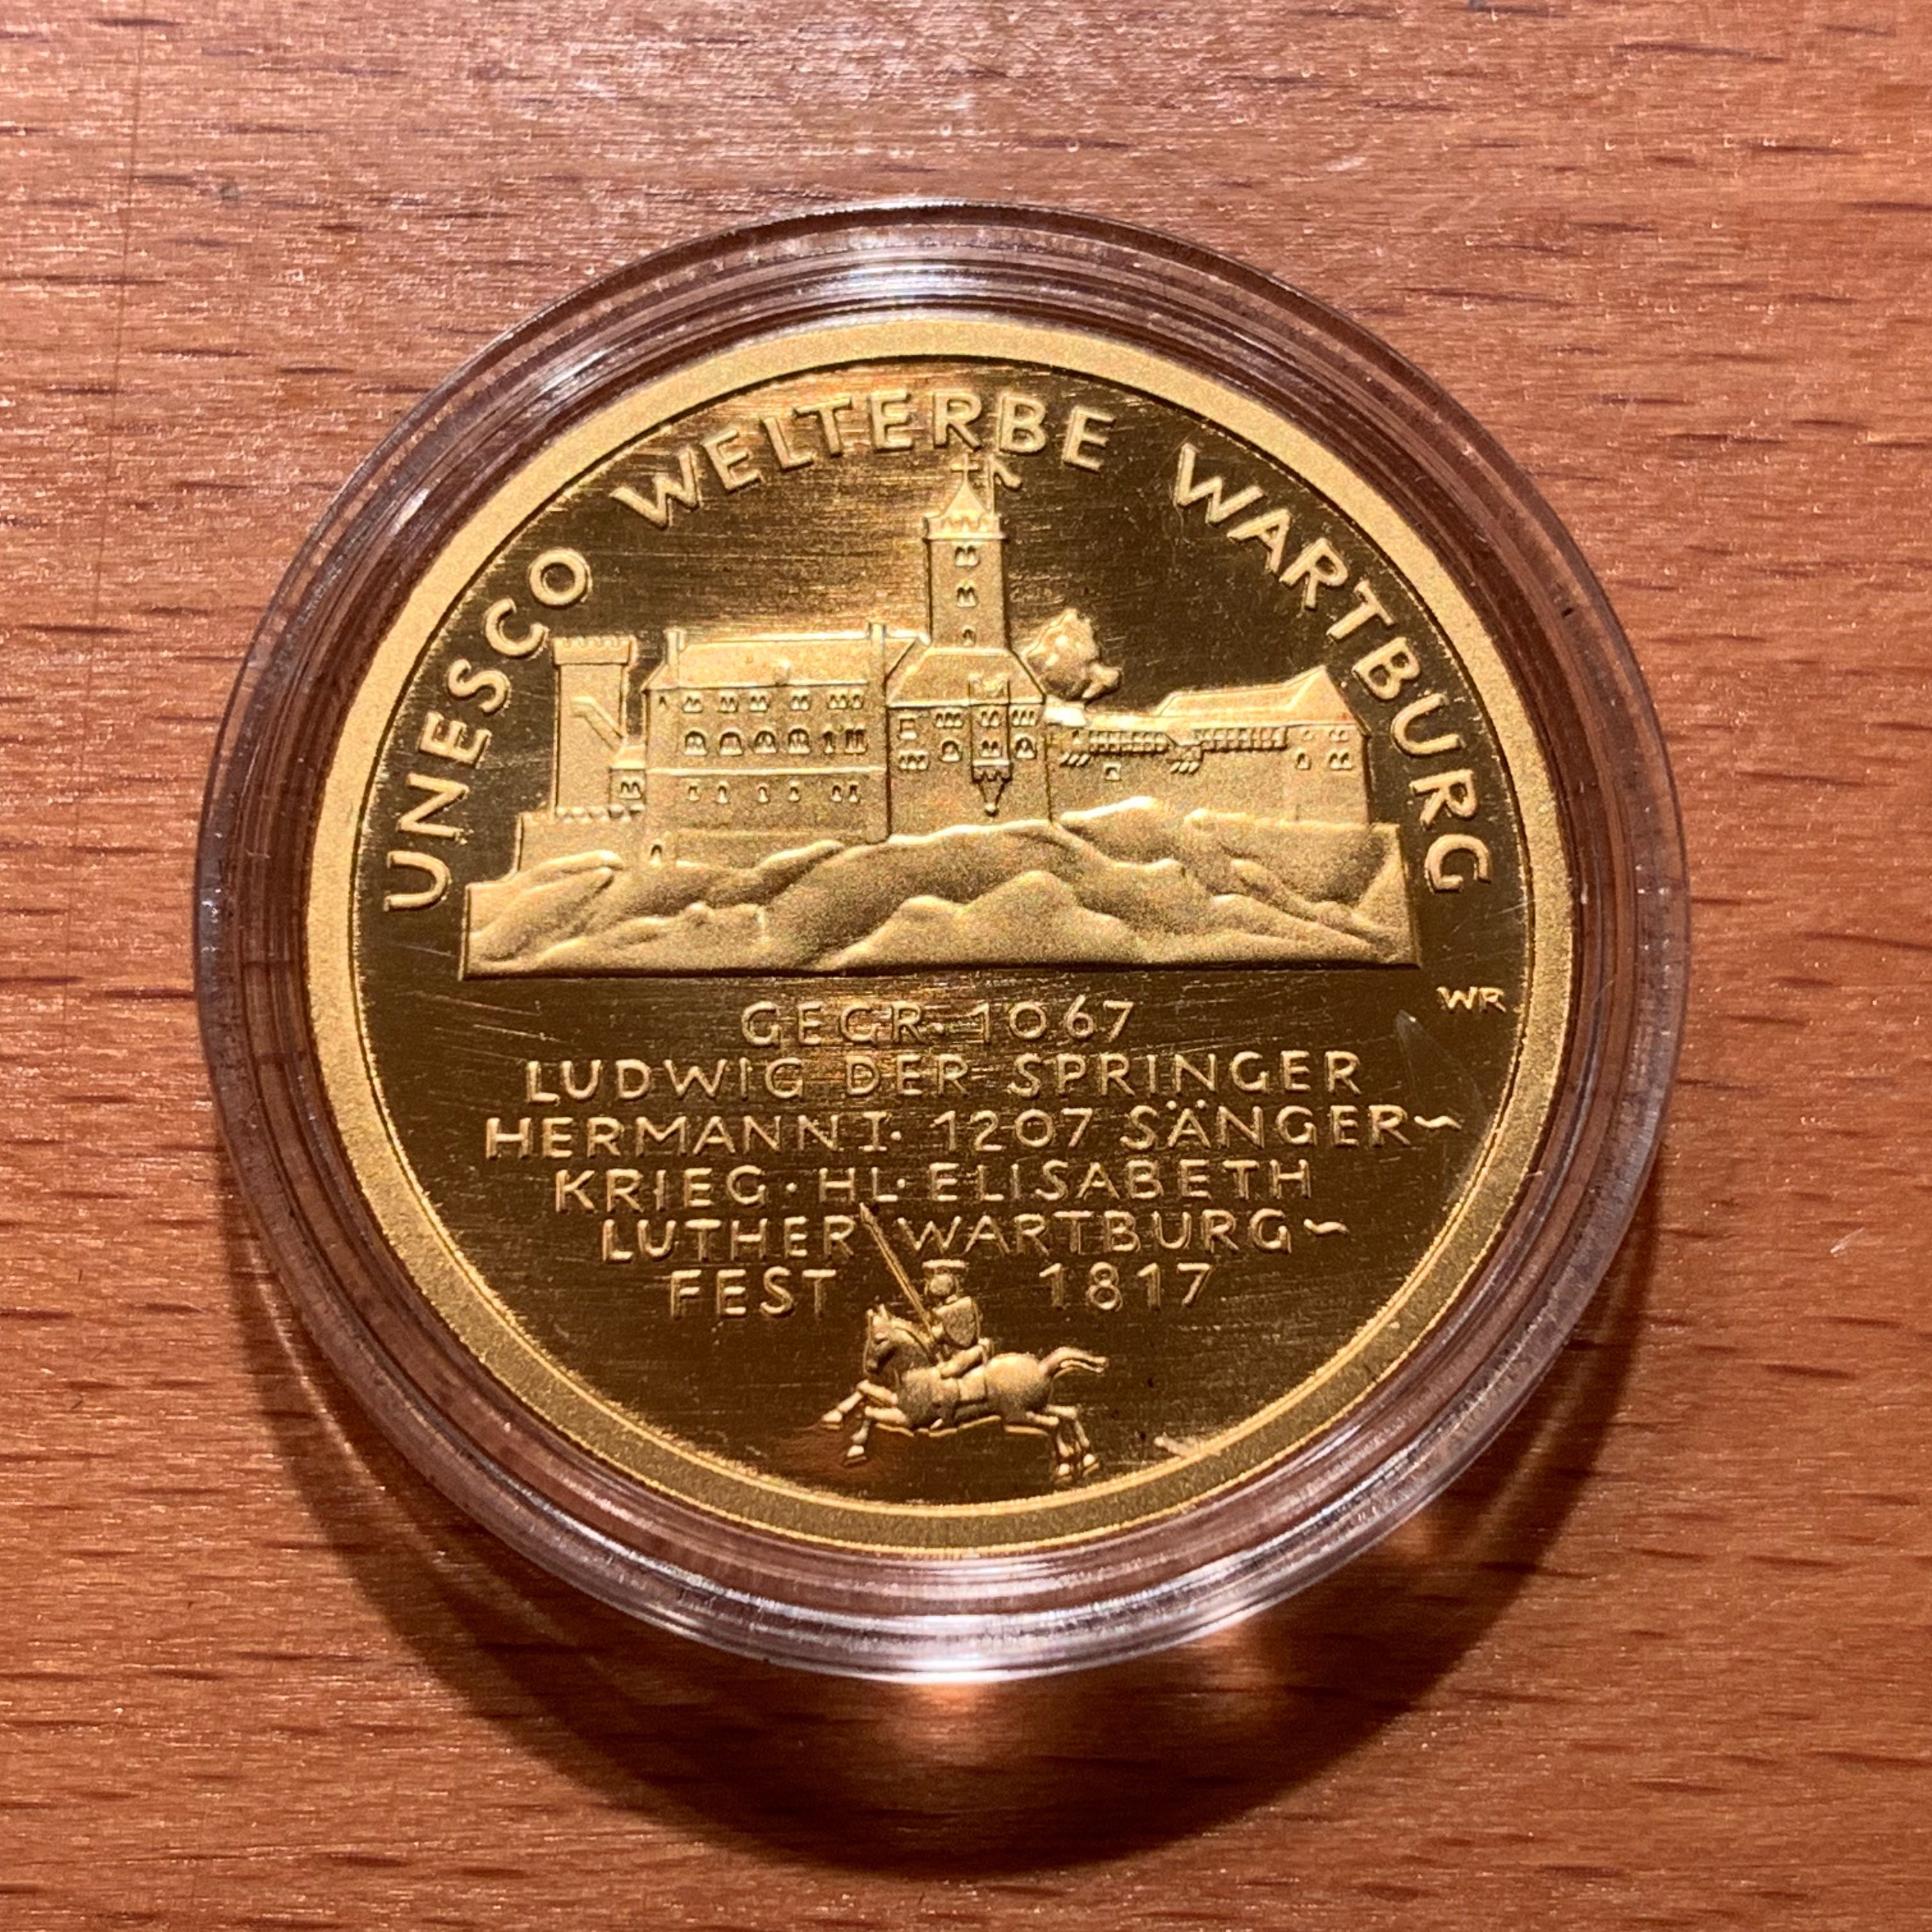 UNESCO WELTERBE WARTBURG
WR
GEGR· 1067
LUDWIG DER SPRINGER
HERMANN I· 1207 SÄNGER~
KRIEG · HL· ELISABETH
LUTHER WARTBURG~
FEST 1817